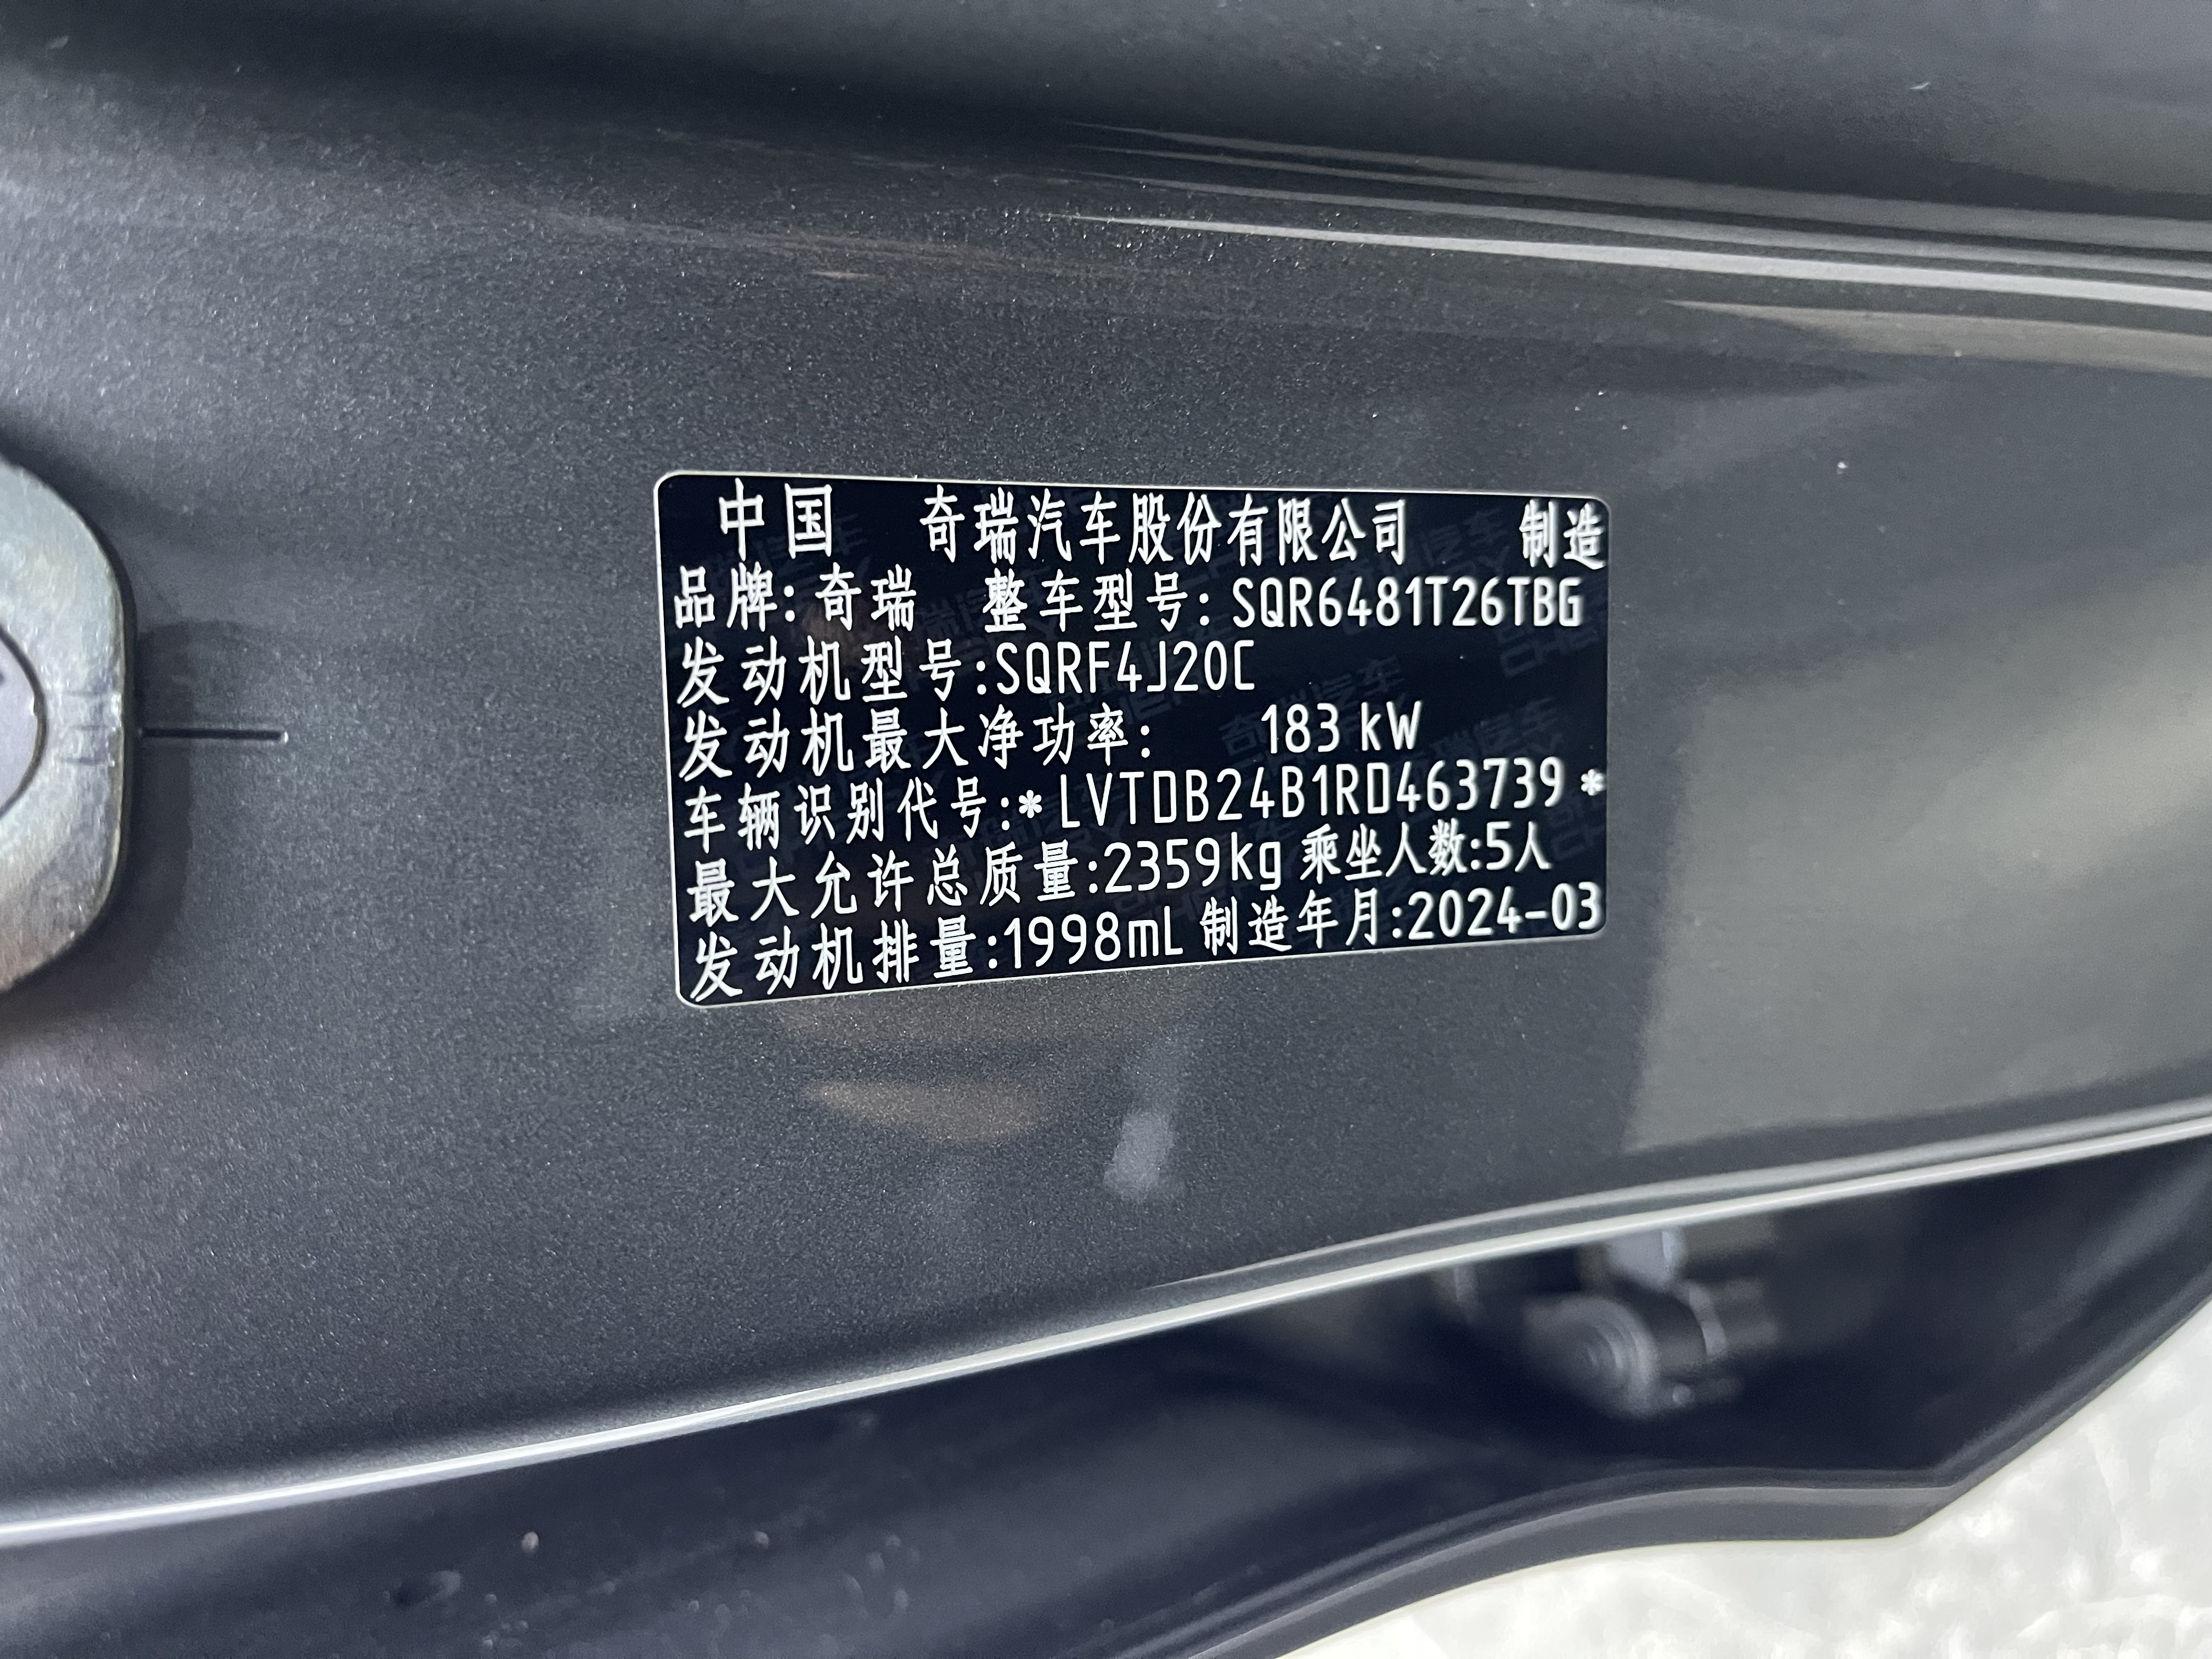 中国 奇瑞汽车股份有限公司 制造
品牌:奇瑞 整车型号:SQR6481T26TBG
发动机型号:SQRF4J20C
发动机最大净功率: 183 kW
车辆识别代号:*LVTDB24B1RD463739*
最大允许总质量:2359kg 乘坐人数:5人
发动机排量:1998mL 制造年月:2024-03